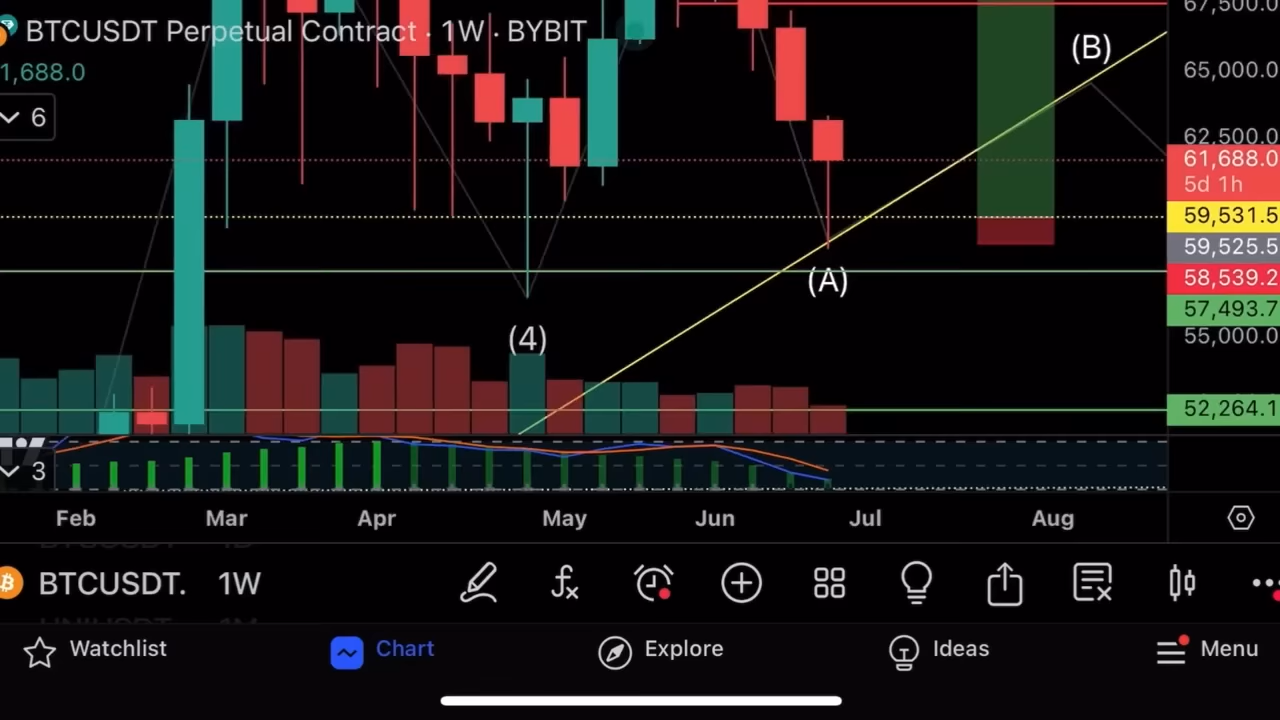 BTCUSDT Perpetual Contract · 1W · BYBIT
1,688.0
6
(B)
(A)
(4)
67,500.0
65,000.0
62,500.0
61,688.0
5d 1h
59,531.5
59,525.5
58,539.2
57,493.7
55,000.0
52,264.1
3
Feb Mar Apr May Jun Jul Aug
BTCUSDT. 1W
Watchlist Chart Explore Ideas Menu